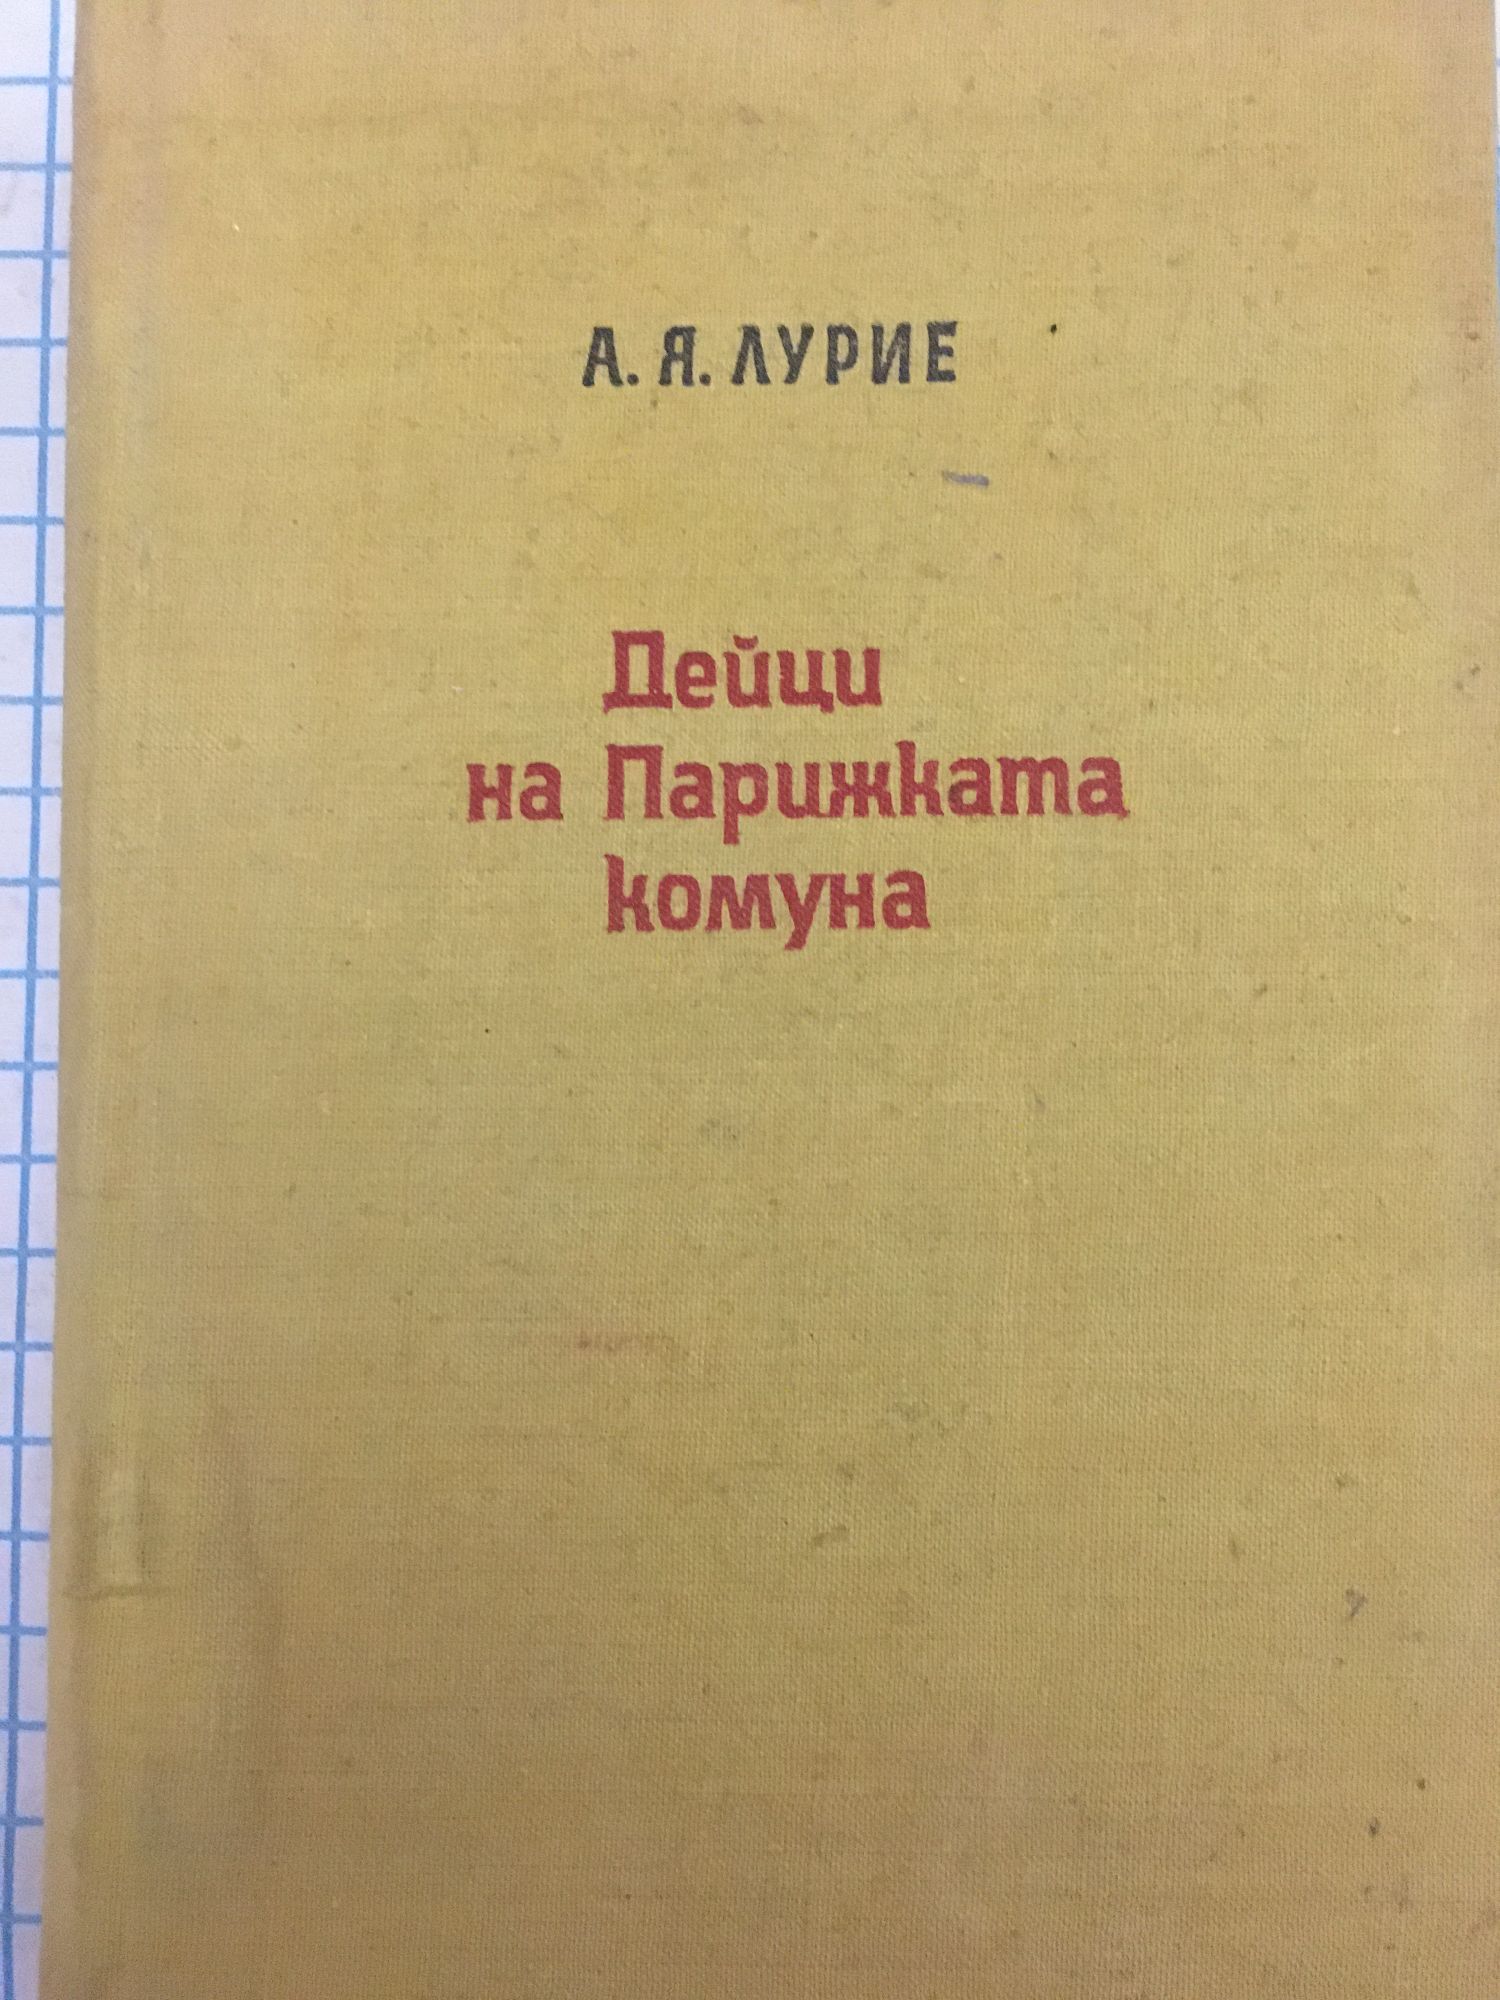 А. Я. ЛУРИЕ
Дейци
на Парижката
комуна